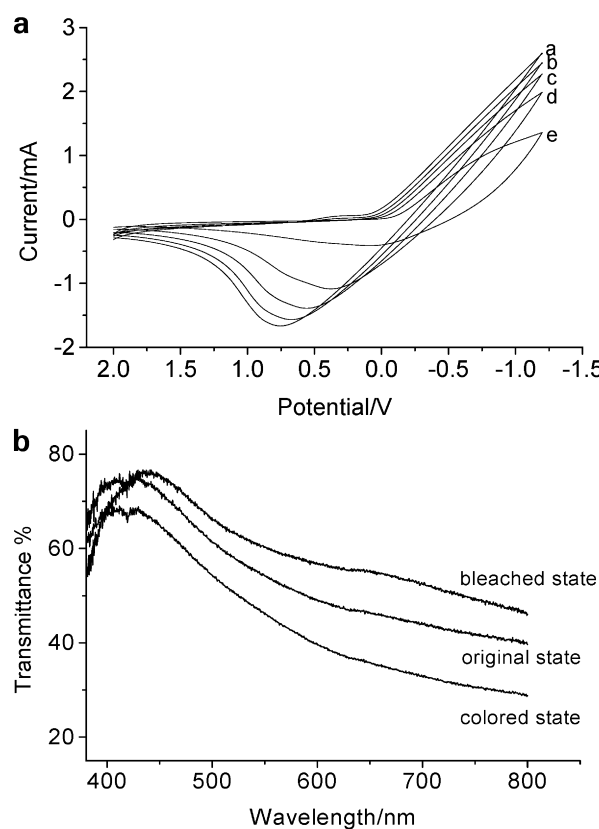 a
3
2
1
0
-1
-2
a
b
c
d
e
Current/mA
2.0 1.5 1.0 0.5 0.0 -0.5 -1.0 -1.5
Potential/V
b
80
60
40
20
Transmittance %
bleached state
original state
colored state
400 500 600 700 800
Wavelength/nm